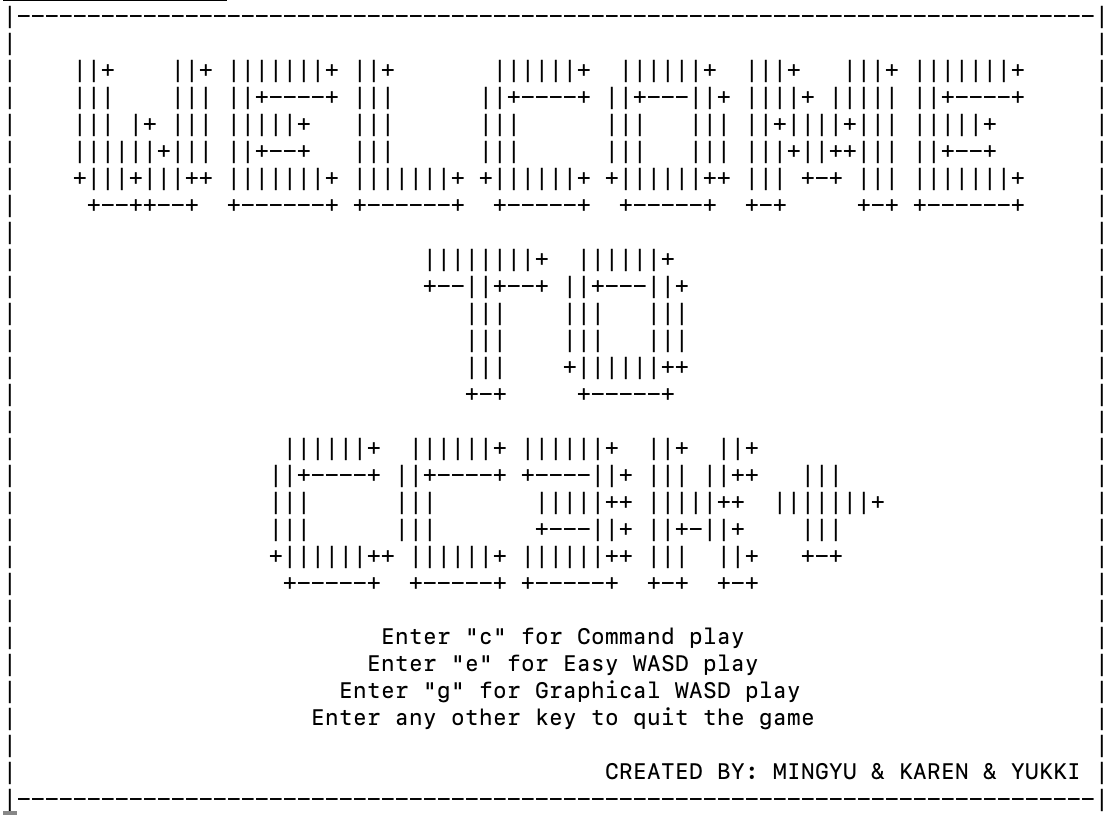 WELCOME
TO
CC3K+
Enter "c" for Command play
Enter "e" for Easy WASD play
Enter "g" for Graphical WASD play
Enter any other key to quit the game
CREATED BY: MINGYU & KAREN & YUKKI